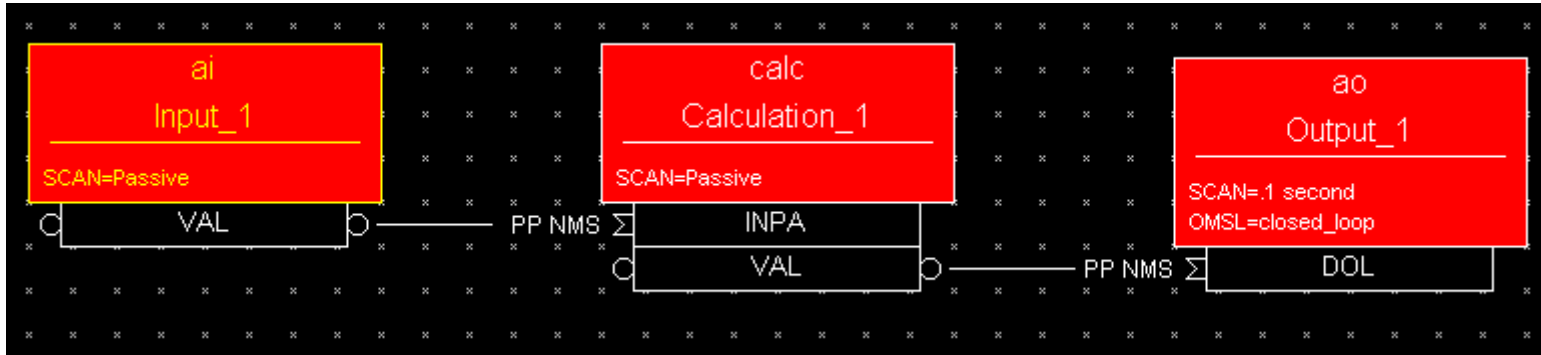 ai
Input_1
SCAN=Passive
VAL
PP NMS
calc
Calculation_1
SCAN=Passive
INPA
VAL
PP NMS
ao
Output_1
SCAN=.1 second
OMSL=closed_loop
DOL